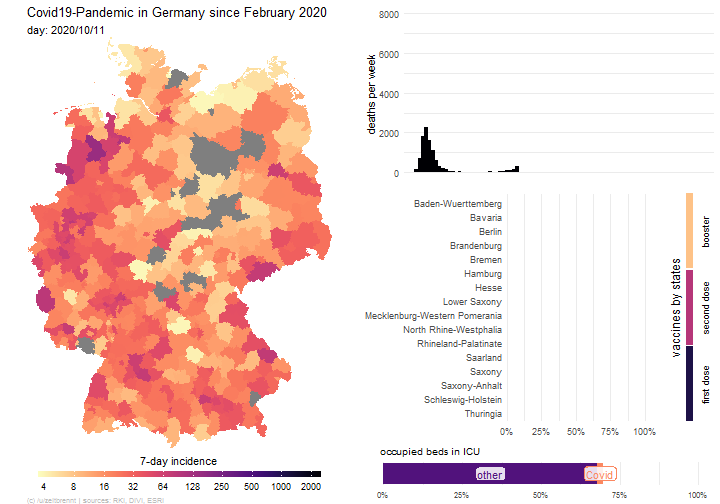 Covid19-Pandemic in Germany since February 2020
day: 2020/10/11
7-day incidence
4 8 16 32 64 128 256 512 1000 2000
(c) /u/zeitbrennt | sources: RKI, DIVI, ESRI
deaths per week
8000
6000
4000
2000
0
Baden-Wuerttemberg
Bavaria
Berlin
Brandenburg
Bremen
Hamburg
Hesse
Lower Saxony
Mecklenburg-Western Pomerania
North Rhine-Westphalia
Rhineland-Palatinate
Saarland
Saxony
Saxony-Anhalt
Schleswig-Holstein
Thuringia
0% 25% 50% 75% 100%
vaccines by states
booster
second dose
first dose
occupied beds in ICU
other
Covid
0% 25% 50% 75% 100%